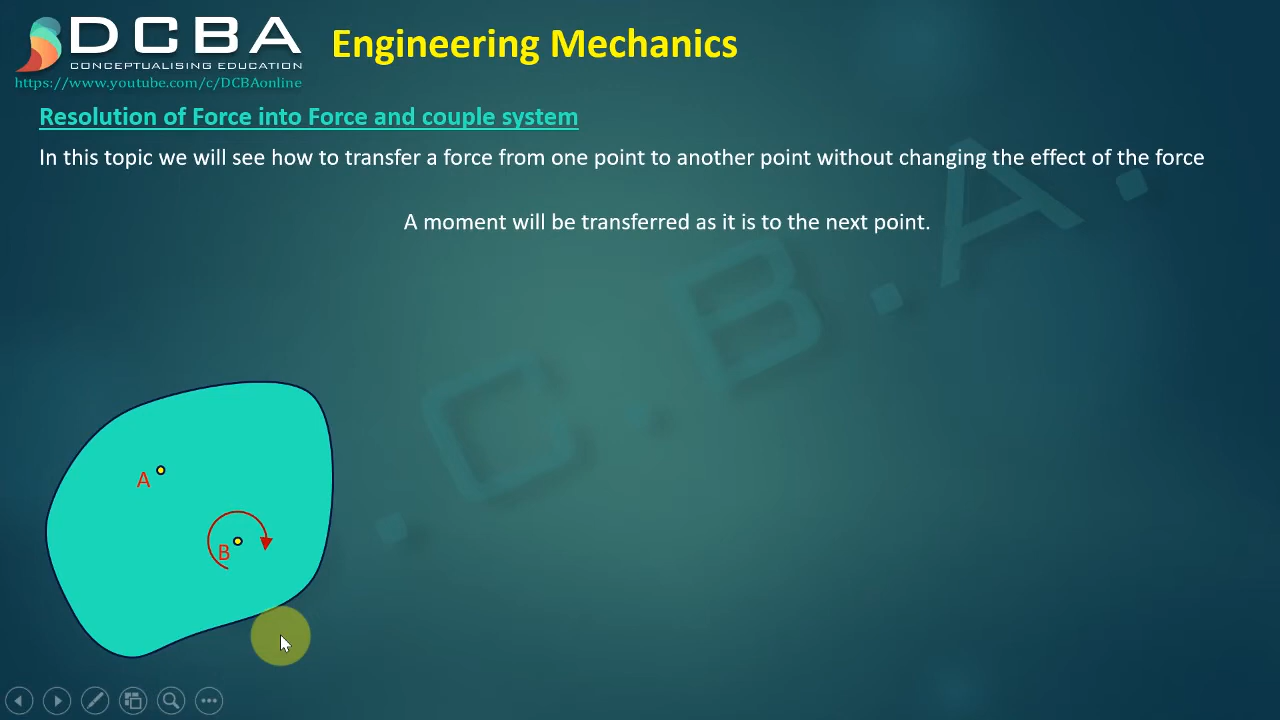 DCBA
CONCEPTUALISING EDUCATION
https://www.youtube.com/c/DCBAonline
Engineering Mechanics
Resolution of Force into Force and couple system
In this topic we will see how to transfer a force from one point to another point without changing the effect of the force
A moment will be transferred as it is to the next point.
D.C.B.A.
A
B